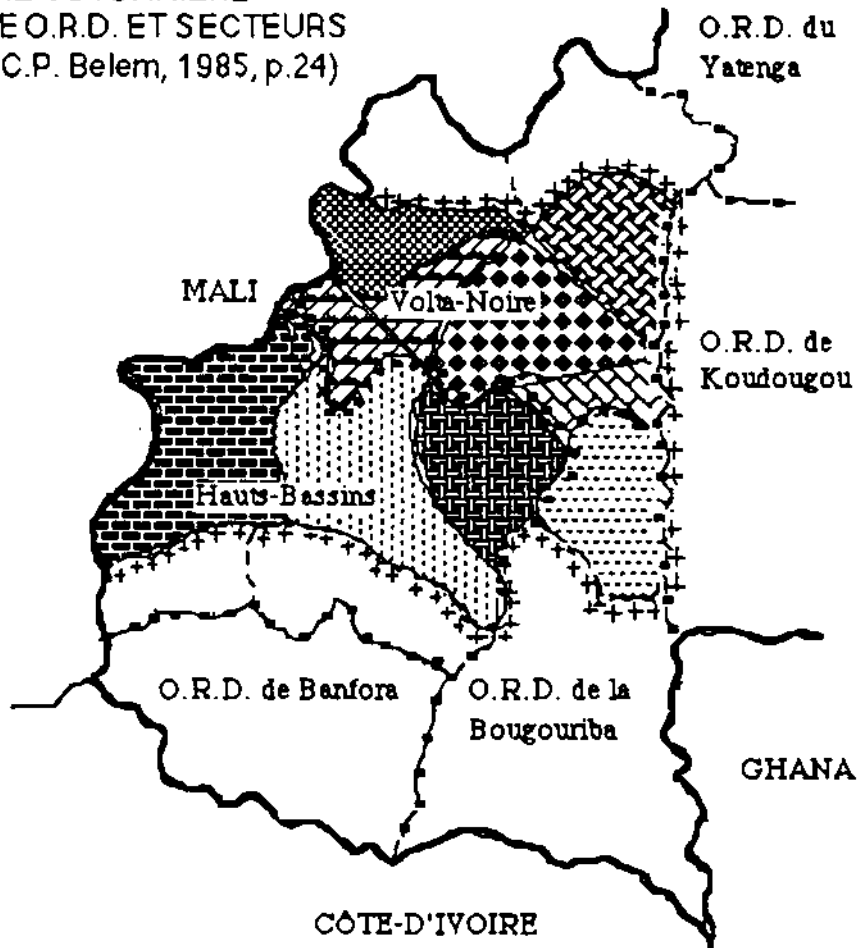 E O.R.D. ET SECTEURS
C.P. Belem, 1985, p.24)
O.R.D. du
Yatenga
MALI
Volta-Noire
O.R.D. de
Koudougou
Hauts-Bassins
O.R.D. de Banfora
O.R.D. de la
Bougouriba
GHANA
CÔTE-D'IVOIRE